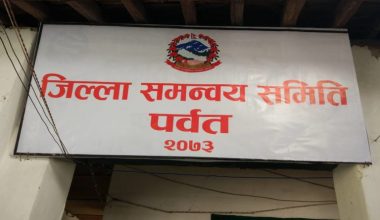 जिल्ला समन्वय समिति
पर्वत
२०७३